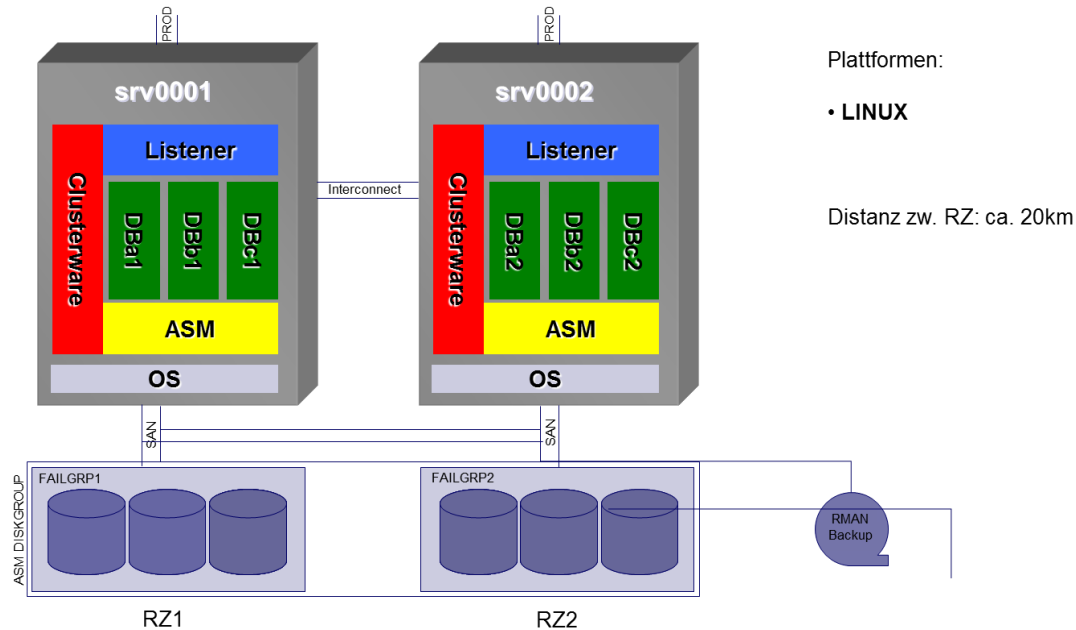 PROD
PROD
srv0001
srv0002
Plattformen:
• LINUX
Listener
Listener
Clusterware
DBa1
DBb1
DBc1
Interconnect
Clusterware
DBa2
DBb2
DBc2
Distanz zw. RZ: ca. 20km
ASM
ASM
OS
OS
SAN
SAN
ASM DISKGROUP
FAILGRP1
FAILGRP2
RMAN
Backup
RZ1
RZ2